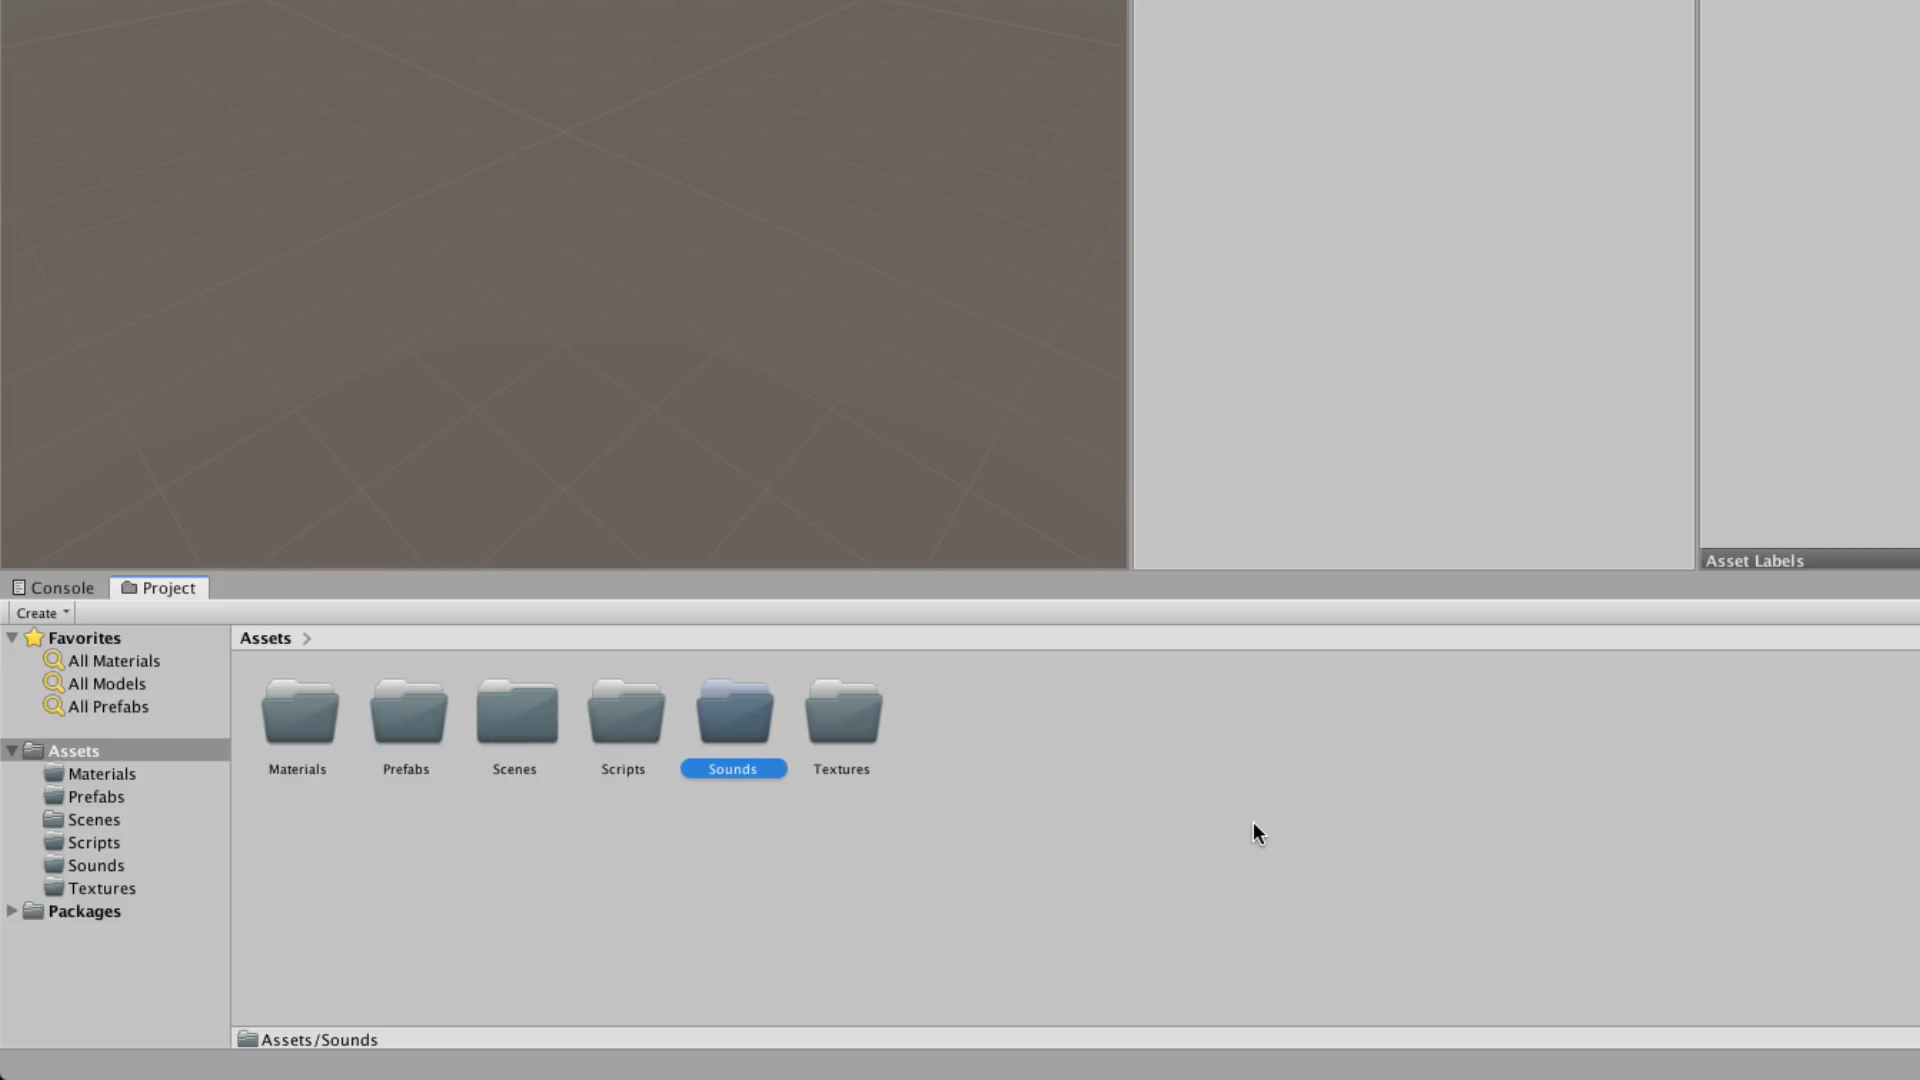 Asset Labels
Console
Project
Create
Favorites
All Materials
All Models
All Prefabs
Assets
Materials
Prefabs
Scenes
Scripts
Sounds
Textures
Packages
Assets
Materials
Prefabs
Scenes
Scripts
Sounds
Textures
Assets/Sounds